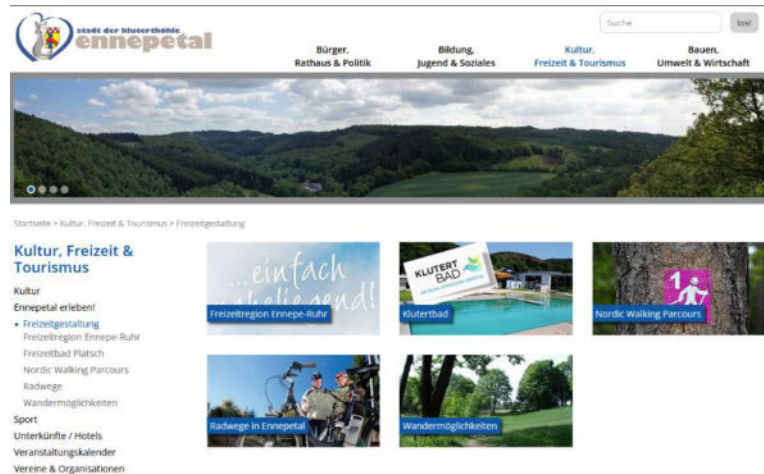 stadt der kluterthöhle
ennepetal
Suche
los!
Bürger,
Rathaus & Politik
Bildung,
Jugend & Soziales
Kultur,
Freizeit & Tourismus
Bauen,
Umwelt & Wirtschaft
Startseite > Kultur, Freizeit & Tourismus > Freizeitgestaltung
Kultur, Freizeit &
Tourismus
Kultur
Ennepetal erleben!
Freizeitgestaltung
Freizeitregion Ennepe-Ruhr
Freizeitbad Platsch
Nordic Walking Parcours
Radwege
Wandermöglichkeiten
Sport
Unterkünfte / Hotels
Veranstaltungskalender
Vereine & Organisationen
...einfach
Freizeitregion Ennepe-Ruhr
KLUTERT
BAD
Klutertbad
1
Nordic Walking Parcours
Radwege in Ennepetal
Wandermöglichkeiten